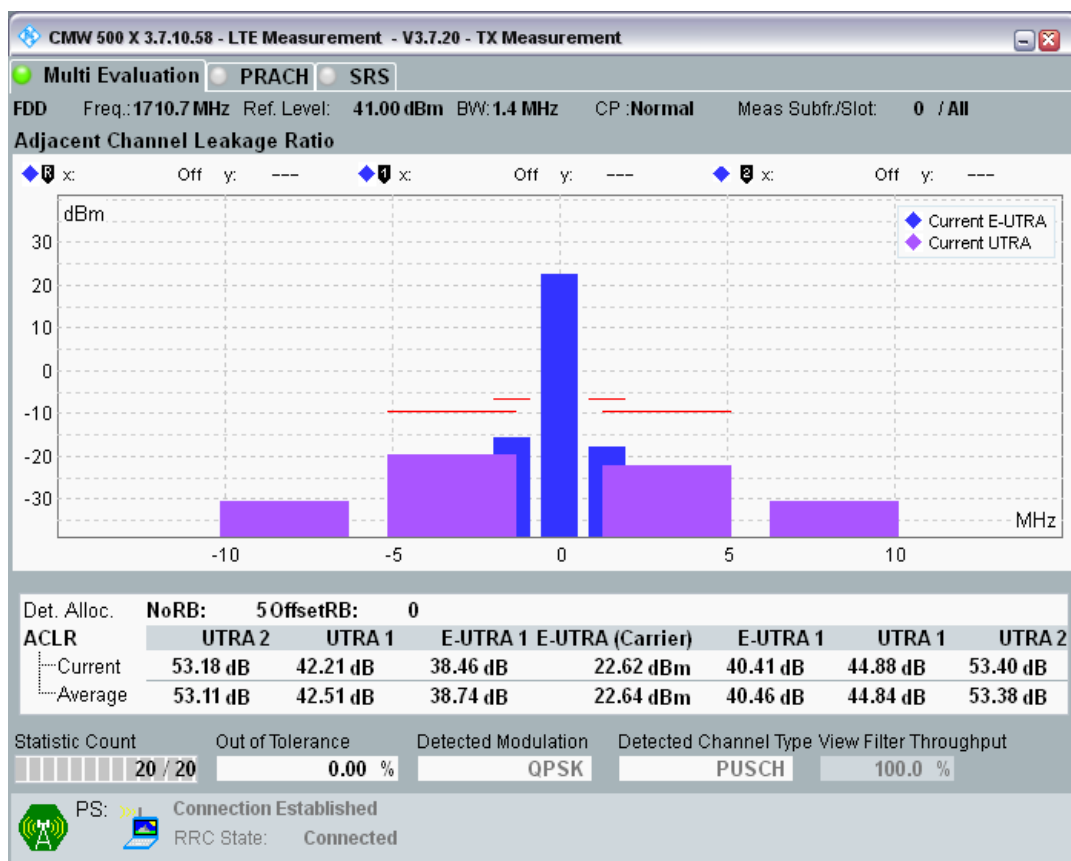 CMW 500 X 3.7.10.58 - LTE Measurement - V3.7.20 - TX Measurement
Multi Evaluation PRACH SRS
FDD Freq.: 1710.7 MHz Ref. Level: 41.00 dBm BW: 1.4 MHz CP :Normal Meas Subfr./Slot: 0 / All
Adjacent Channel Leakage Ratio
R x: Off y: --- 1 x: Off y: --- 2 x: Off y: ---
dBm
Current E-UTRA
Current UTRA
30
20
10
0
-10
-20
-30
MHz
-10 -5 0 5 10
Det. Alloc. NoRB: 5 OffsetRB: 0
ACLR UTRA 2 UTRA 1 E-UTRA 1 E-UTRA (Carrier) E-UTRA 1 UTRA 1 UTRA 2
Current 53.18 dB 42.21 dB 38.46 dB 22.62 dBm 40.41 dB 44.88 dB 53.40 dB
Average 53.11 dB 42.51 dB 38.74 dB 22.64 dBm 40.46 dB 44.84 dB 53.38 dB
Statistic Count Out of Tolerance Detected Modulation Detected Channel Type View Filter Throughput
20 / 20 0.00 % QPSK PUSCH 100.0 %
PS: Connection Established
RRC State: Connected